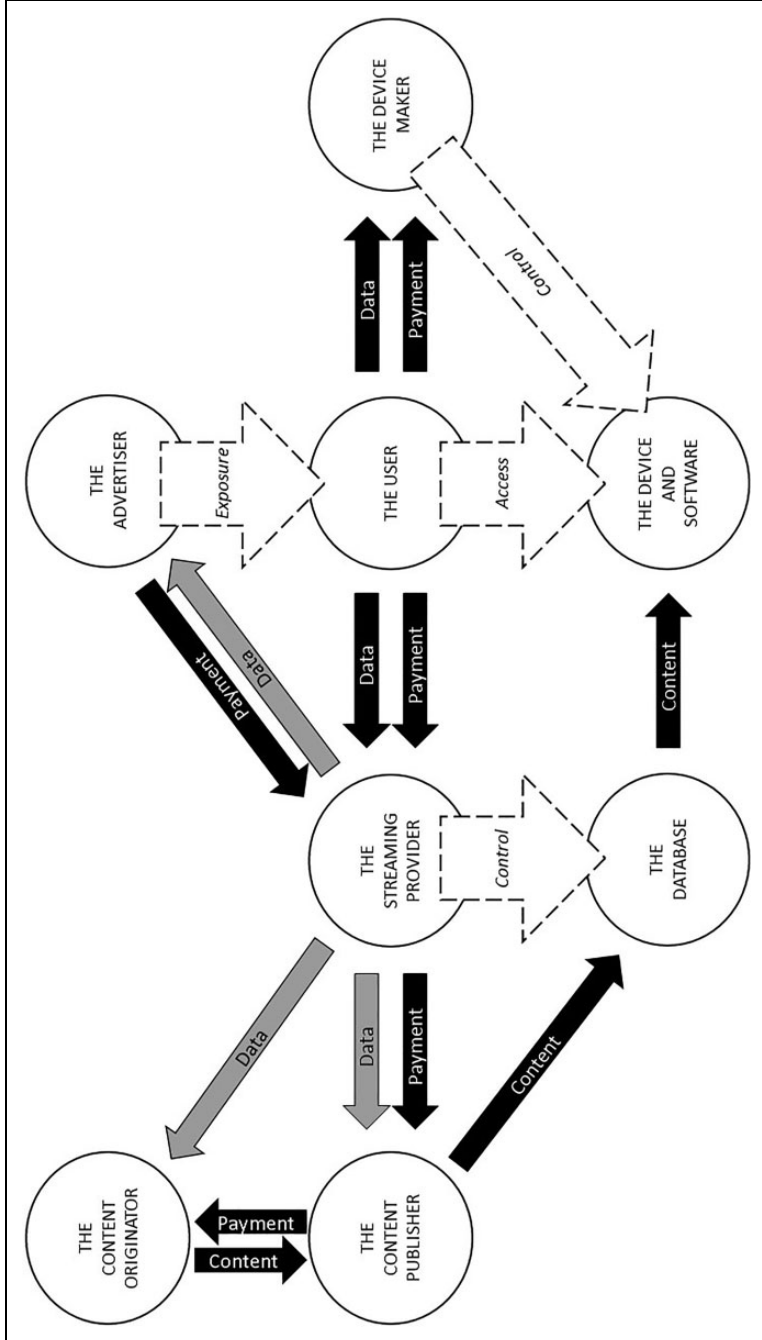 THE
CONTENT
ORIGINATOR
THE
ADVERTISER
Payment
Content
Data
Payment
Data
Exposure
THE
CONTENT
PUBLISHER
Data
Payment
THE
STREAMING
PROVIDER
Data
Payment
THE USER
Data
Payment
THE DEVICE
MAKER
Content
Control
Access
Control
THE
DATABASE
Content
THE DEVICE
AND
SOFTWARE